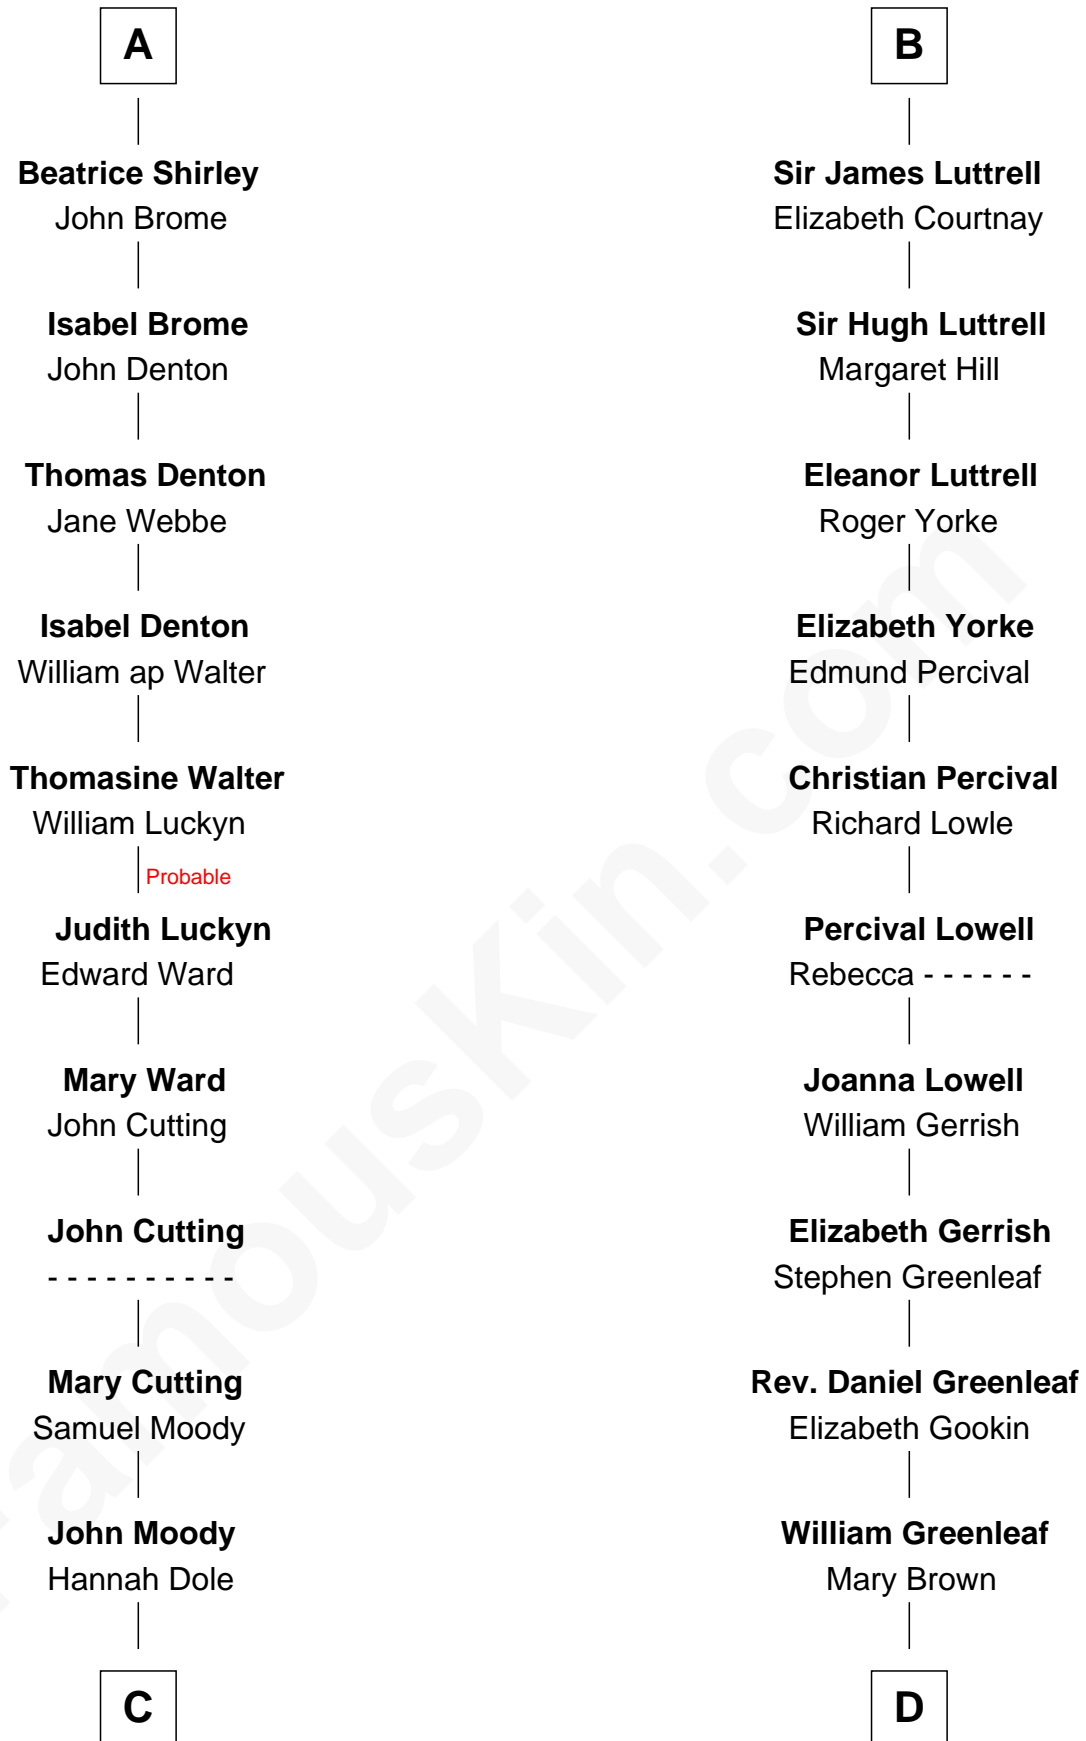 A
Beatrice Shirley
John Brome
Isabel Brome
John Denton
Thomas Denton
Jane Webbe
Isabel Denton
William ap Walter
Thomasine Walter
William Luckyn
Probable
Judith Luckyn
Edward Ward
Mary Ward
John Cutting
John Cutting
- - - - - - - - - -
Mary Cutting
Samuel Moody
John Moody
Hannah Dole
C
B
Sir James Luttrell
Elizabeth Courtnay
Sir Hugh Luttrell
Margaret Hill
Eleanor Luttrell
Roger Yorke
Elizabeth Yorke
Edmund Percival
Christian Percival
Richard Lowle
Percival Lowell
Rebecca - - - - - -
Joanna Lowell
William Gerrish
Elizabeth Gerrish
Stephen Greenleaf
Rev. Daniel Greenleaf
Elizabeth Gookin
William Greenleaf
Mary Brown
D
FamousKin.com